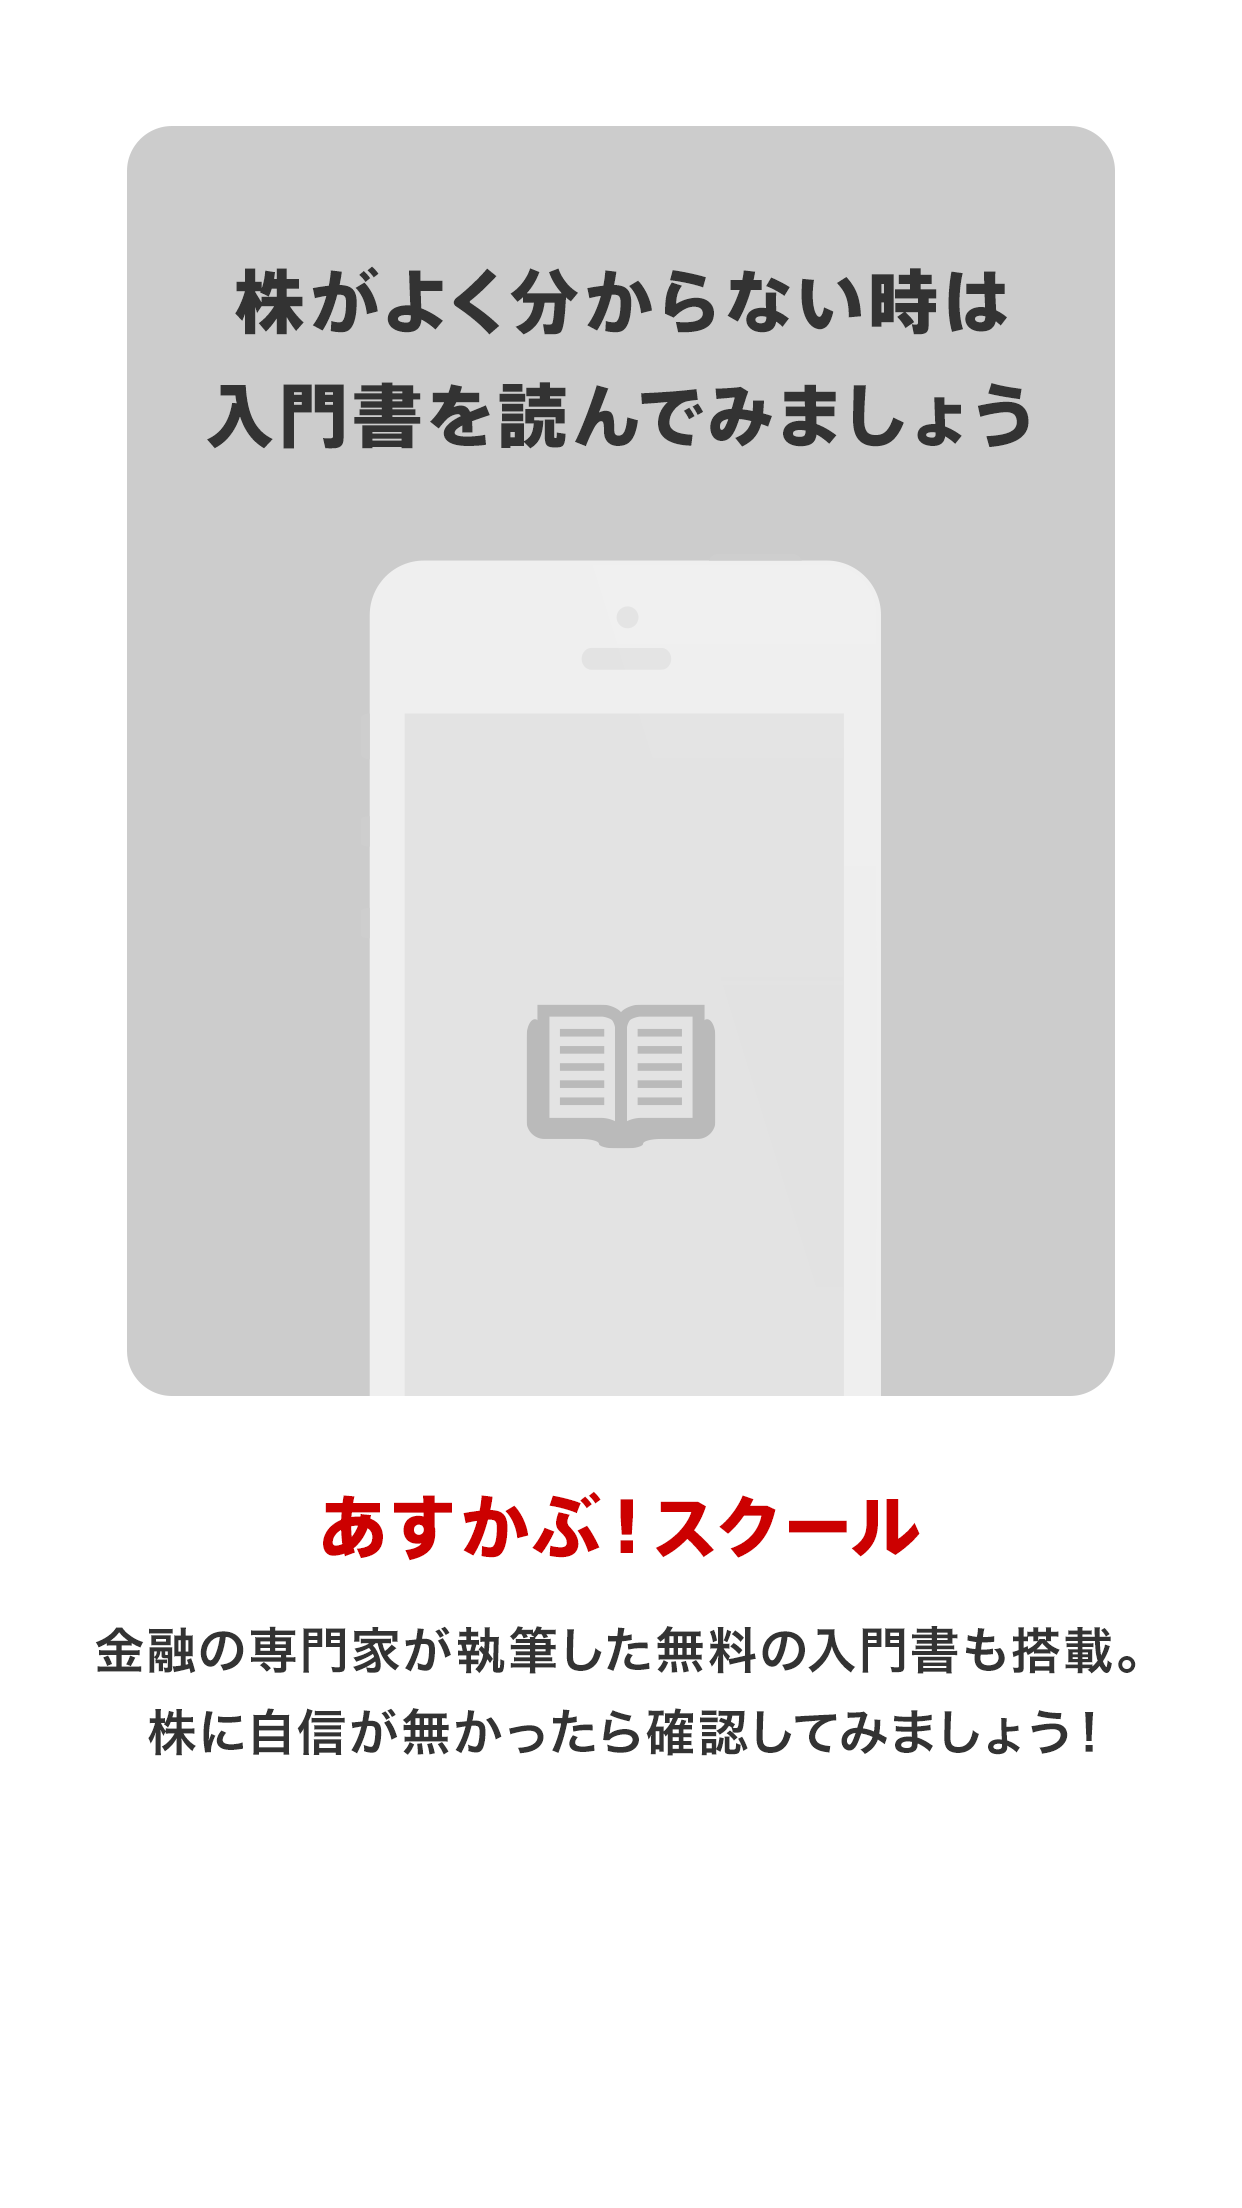 株がよく分からない時は
入門書を読んでみましょう
あすかぶ！スクール
金融の専門家が執筆した無料の入門書も搭載。
株に自信が無かったら確認してみましょう！